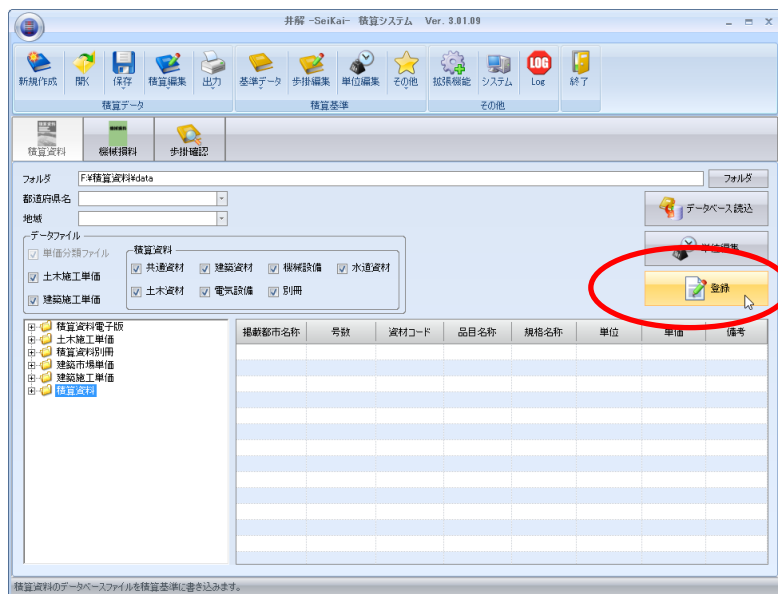 井解 -SeiKai- 積算システム Ver. 3.01.09
新規作成 開く 保存 積算編集 出力 基準データ 歩掛編集 単位編集 その他 拡張機能 システム LOG Log 終了
積算データ 積算基準 その他
積算資料 機械損料 歩掛確認
フォルダ F:¥積算資料¥data フォルダ
都道府県名
データベース読込
地域
データファイル
単価分類ファイル
積算資料
単位編集
共通資材 建築資材 機械設備 水道資材
土木施工単価
土木資材 電気設備 別冊
登録
建築施工単価
積算資料電子版
土木施工単価
積算資料別冊
建築市場単価
建築施工単価
積算資料
掲載都市名称 号数 資材コード 品目名称 規格名称 単位 単価 備考
積算資料のデータベースファイルを積算基準に書き込みます。